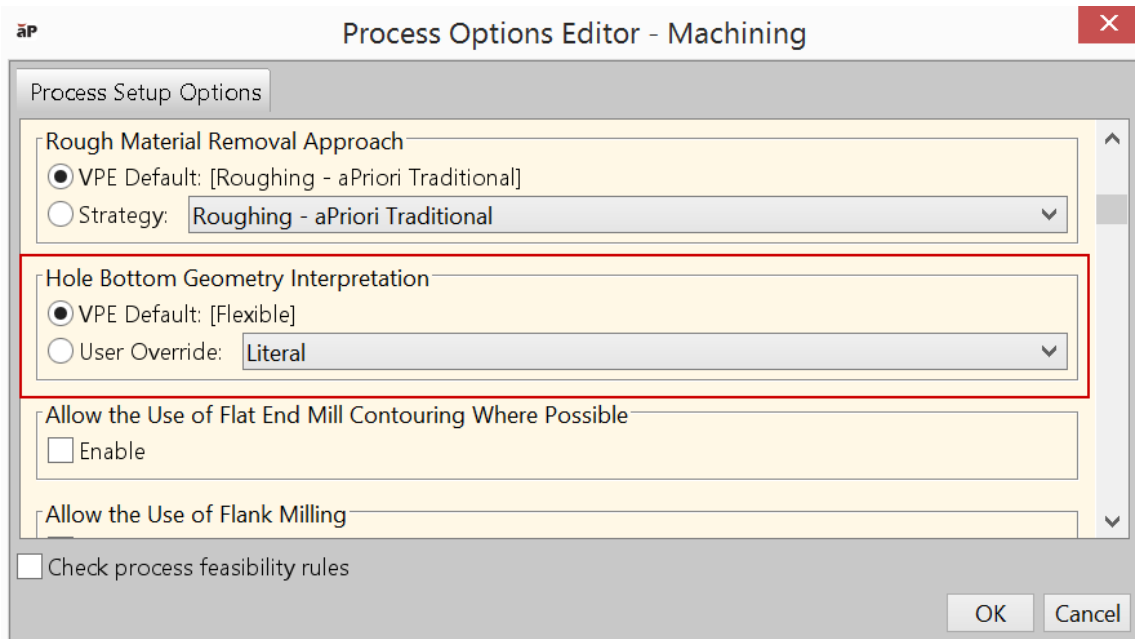 ăP
Process Options Editor - Machining
Process Setup Options
Rough Material Removal Approach
VPE Default: [Roughing - aPriori Traditional]
Strategy: Roughing - aPriori Traditional
Hole Bottom Geometry Interpretation
VPE Default: [Flexible]
User Override: Literal
Allow the Use of Flat End Mill Contouring Where Possible
Enable
Allow the Use of Flank Milling
Check process feasibility rules
OK Cancel